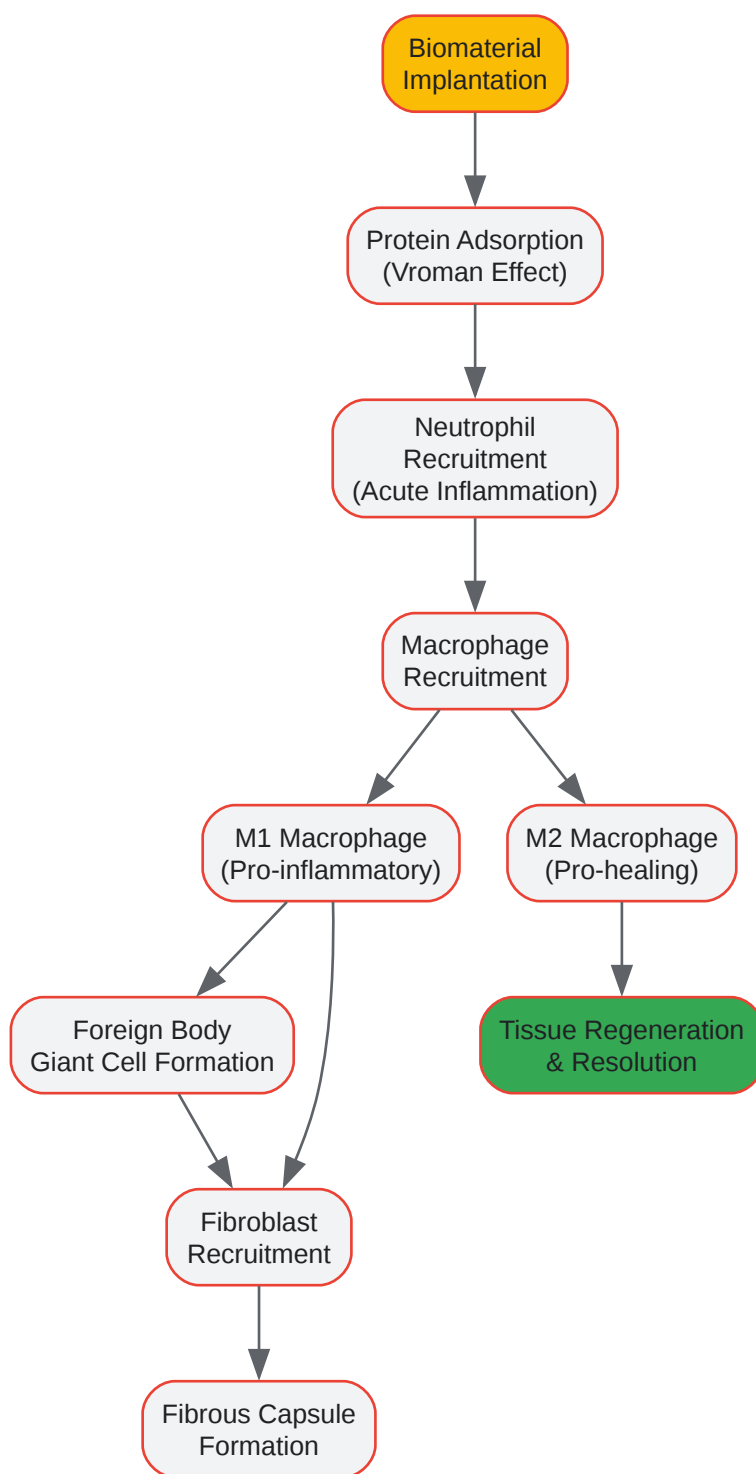 Biomaterial
Implantation
Protein Adsorption
(Vroman Effect)
Neutrophil
Recruitment
(Acute Inflammation)
Macrophage
Recruitment
M1 Macrophage
(Pro-inflammatory)
M2 Macrophage
(Pro-healing)
Foreign Body
Giant Cell Formation
Tissue Regeneration
& Resolution
Fibroblast
Recruitment
Fibrous Capsule
Formation